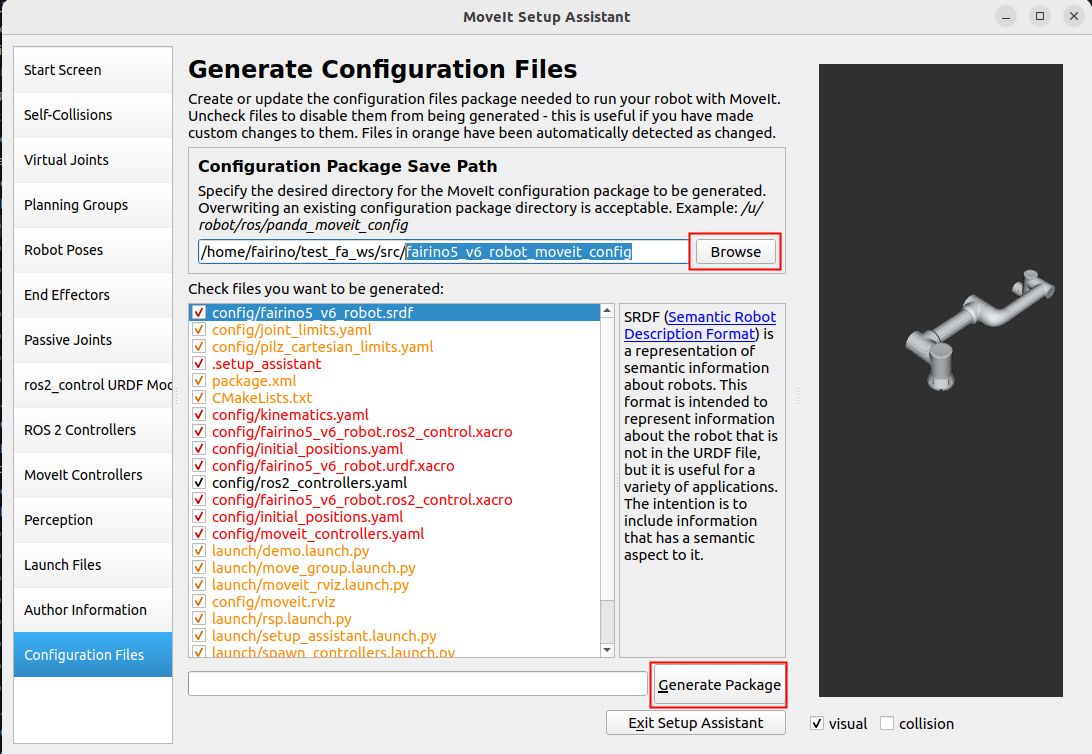 MoveIt Setup Assistant
Start Screen
Self-Collisions
Virtual Joints
Planning Groups
Robot Poses
End Effectors
Passive Joints
ros2_control URDF Mod
ROS 2 Controllers
MoveIt Controllers
Perception
Launch Files
Author Information
Configuration Files
Generate Configuration Files
Create or update the configuration files package needed to run your robot with MoveIt.
Uncheck files to disable them from being generated - this is useful if you have made
custom changes to them. Files in orange have been automatically detected as changed.
Configuration Package Save Path
Specify the desired directory for the MoveIt configuration package to be generated.
Overwriting an existing configuration package directory is acceptable. Example: /u/
robot/ros/panda_moveit_config
/home/fairino/test_fa_ws/src/fairino5_v6_robot_moveit_config
Browse
Check files you want to be generated:
config/fairino5_v6_robot.srdf
config/joint_limits.yaml
config/pilz_cartesian_limits.yaml
.setup_assistant
package.xml
CMakeLists.txt
config/kinematics.yaml
config/fairino5_v6_robot.ros2_control.xacro
config/initial_positions.yaml
config/fairino5_v6_robot.urdf.xacro
config/ros2_controllers.yaml
config/fairino5_v6_robot.ros2_control.xacro
config/initial_positions.yaml
config/moveit_controllers.yaml
launch/demo.launch.py
launch/move_group.launch.py
launch/moveit_rviz.launch.py
config/moveit.rviz
launch/rsp.launch.py
launch/setup_assistant.launch.py
launch/spawn_controllers.launch.py
SRDF (Semantic Robot
Description Format) is
a representation of
semantic information
about robots. This
format is intended to
represent information
about the robot that is
not in the URDF file,
but it is useful for a
variety of applications.
The intention is to
include information
that has a semantic
aspect to it.
Generate Package
Exit Setup Assistant
visual
collision